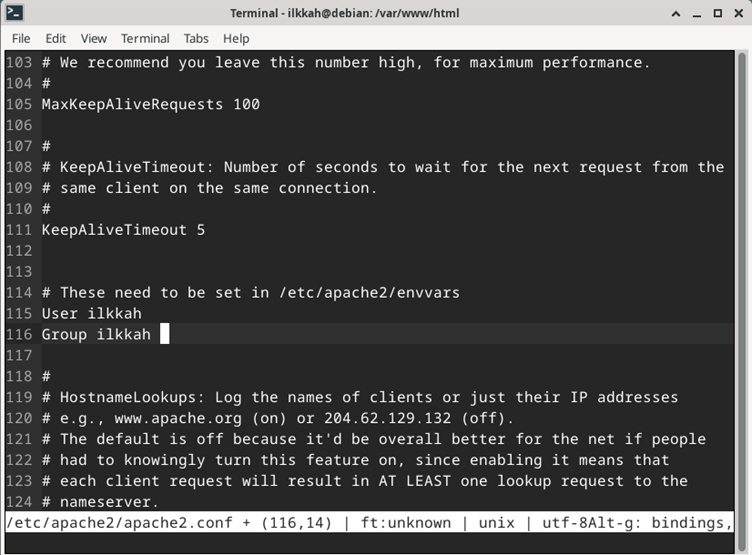 Terminal - ilkkah@debian: /var/www/html
File Edit View Terminal Tabs Help
103 # We recommend you leave this number high, for maximum performance.
104 #
105 MaxKeepAliveRequests 100
106
107 #
108 # KeepAliveTimeout: Number of seconds to wait for the next request from the
109 # same client on the same connection.
110 #
111 KeepAliveTimeout 5
112
113
114 # These need to be set in /etc/apache2/envvars
115 User ilkkah
116 Group ilkkah
117
118 #
119 # HostnameLookups: Log the names of clients or just their IP addresses
120 # e.g., www.apache.org (on) or 204.62.129.132 (off).
121 # The default is off because it'd be overall better for the net if people
122 # had to knowingly turn this feature on, since enabling it means that
123 # each client request will result in AT LEAST one lookup request to the
124 # nameserver.
/etc/apache2/apache2.conf + (116,14) | ft:unknown | unix | utf-8Alt-g: bindings,